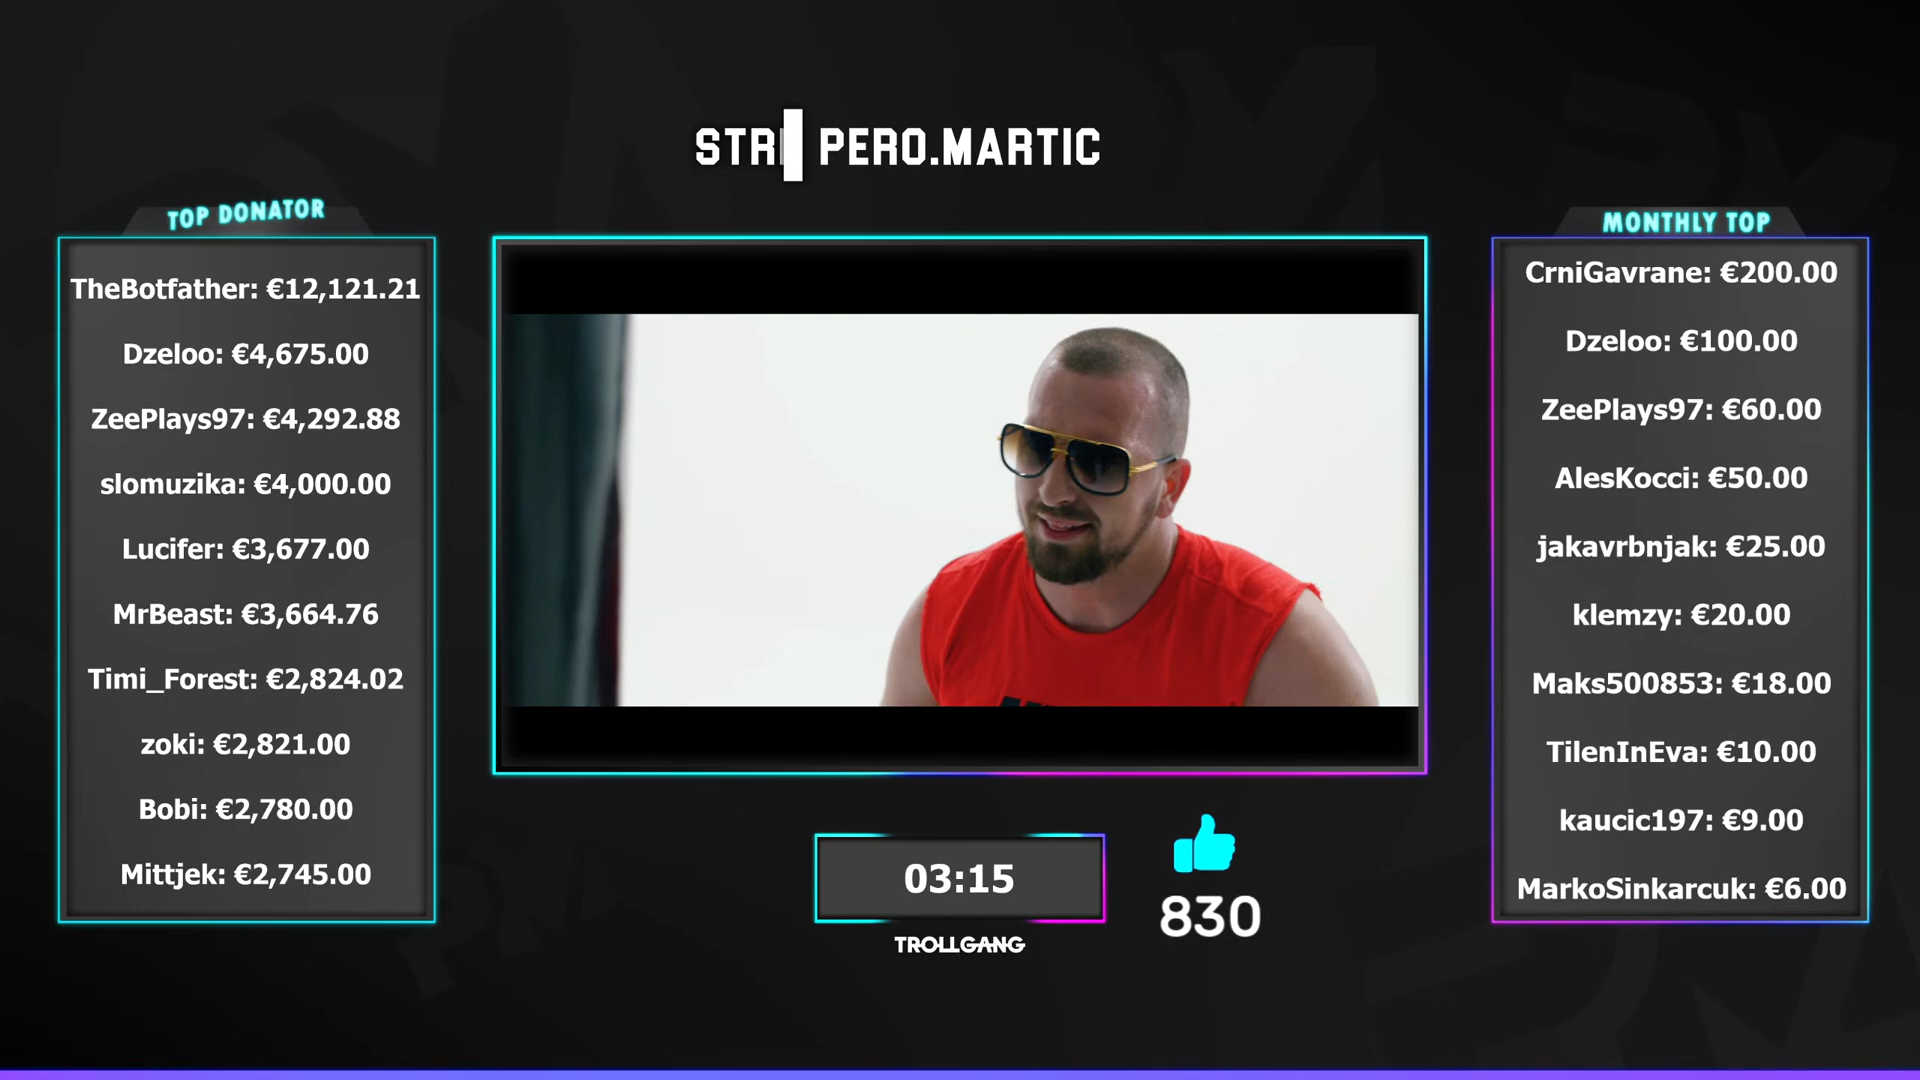 STR PERO.MARTIC
TOP DONATOR
TheBotfather: €12,121.21
Dzeloo: €4,675.00
ZeePlays97: €4,292.88
slomuzika: €4,000.00
Lucifer: €3,677.00
MrBeast: €3,664.76
Timi_Forest: €2,824.02
zoki: €2,821.00
Bobi: €2,780.00
Mittjek: €2,745.00
03:15
TROLLGANG
830
MONTHLY TOP
CrniGavrane: €200.00
Dzeloo: €100.00
ZeePlays97: €60.00
AlesKocci: €50.00
jakavrbnjak: €25.00
klemzy: €20.00
Maks500853: €18.00
TilenInEva: €10.00
kaucic197: €9.00
MarkoSinkarcuk: €6.00